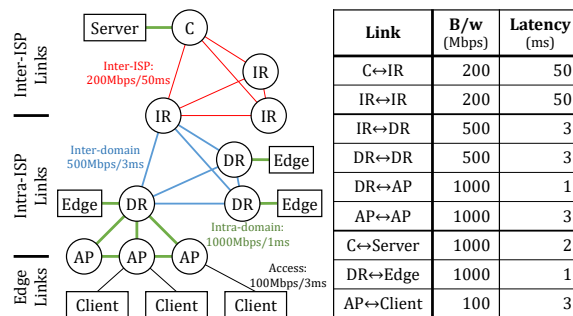 Inter-ISP
Links
Intra-ISP
Links
Edge
Links
Server
C
Inter-ISP:
200Mbps/50ms
IR
IR
IR
Inter-domain
500Mbps/3ms
DR
Edge
Edge
DR
DR
Edge
Intra-domain:
1000Mbps/1ms
AP
AP
AP
Access:
100Mbps/3ms
Client
Client
Client
Link B/w (Mbps) Latency (ms)
C↔IR 200 50
IR↔IR 200 50
IR↔DR 500 3
DR↔DR 500 3
DR↔AP 1000 1
AP↔AP 1000 3
C↔Server 1000 2
DR↔Edge 1000 1
AP↔Client 100 3